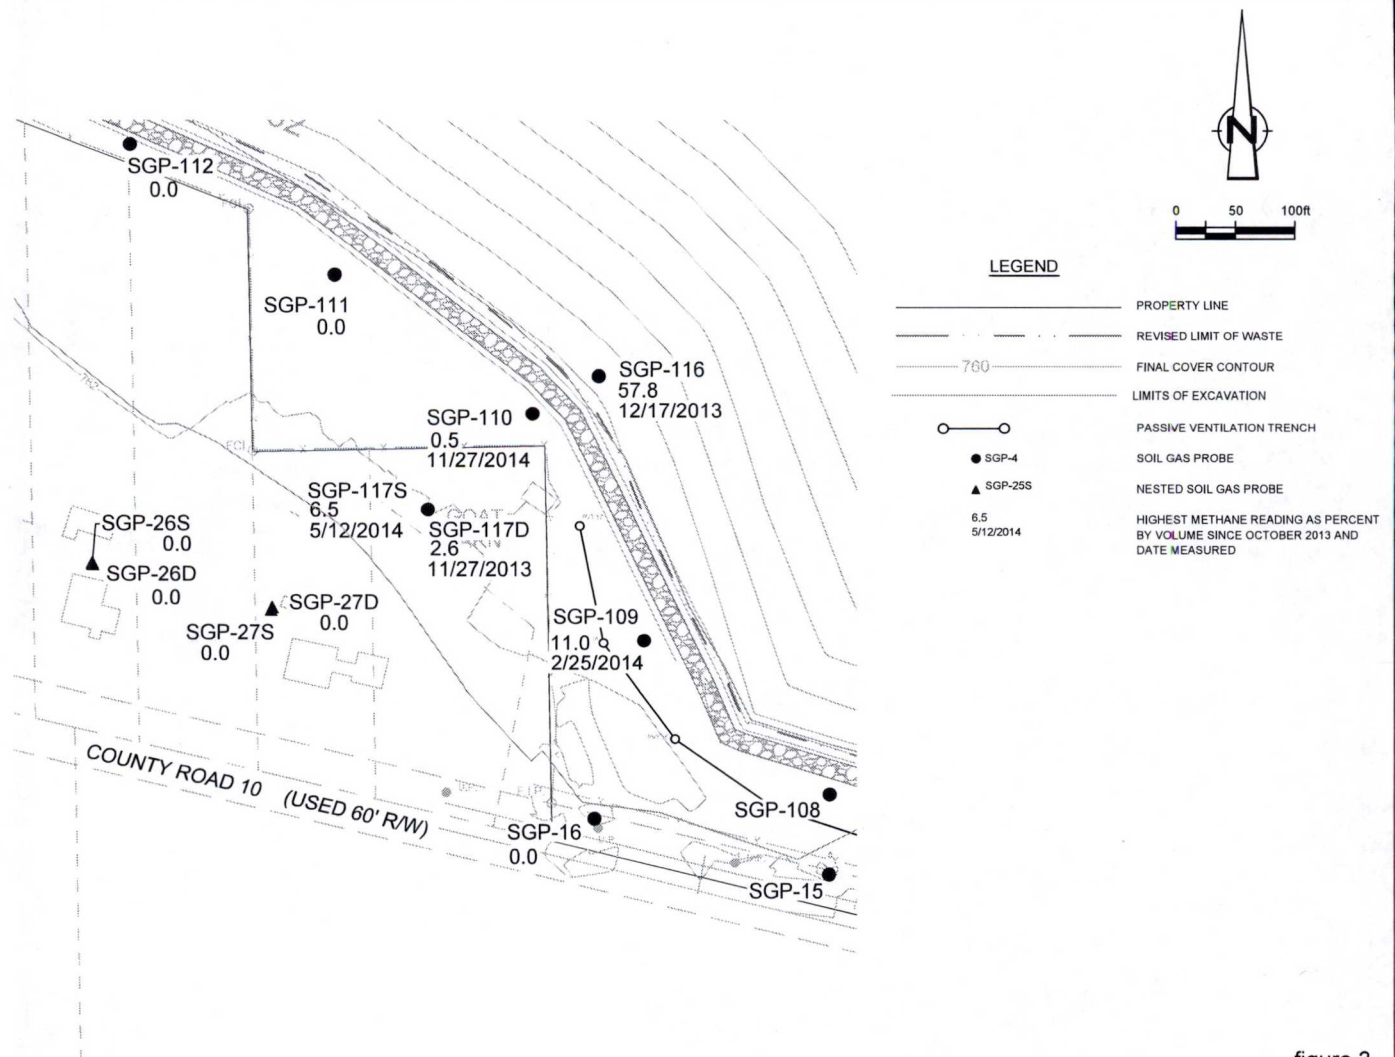 N
0 50 100ft
LEGEND
PROPERTY LINE
REVISED LIMIT OF WASTE
760 FINAL COVER CONTOUR
LIMITS OF EXCAVATION
PASSIVE VENTILATION TRENCH
SGP-4 SOIL GAS PROBE
SGP-25S NESTED SOIL GAS PROBE
6.5 HIGHEST METHANE READING AS PERCENT
5/12/2014 BY VOLUME SINCE OCTOBER 2013 AND
DATE MEASURED
SGP-112
0.0
SGP-111
0.0
SGP-116
57.8
12/17/2013
SGP-110
0.5
11/27/2014
762
SGP-117S
6.5
5/12/2014
GOAT
SGP-117D
2.6
11/27/2013
SGP-26S
0.0
SGP-26D
0.0
SGP-27D
0.0
SGP-27S
0.0
SGP-109
11.0
2/25/2014
COUNTY ROAD 10 (USED 60' R/W)
SGP-108
SGP-16
0.0
SGP-15